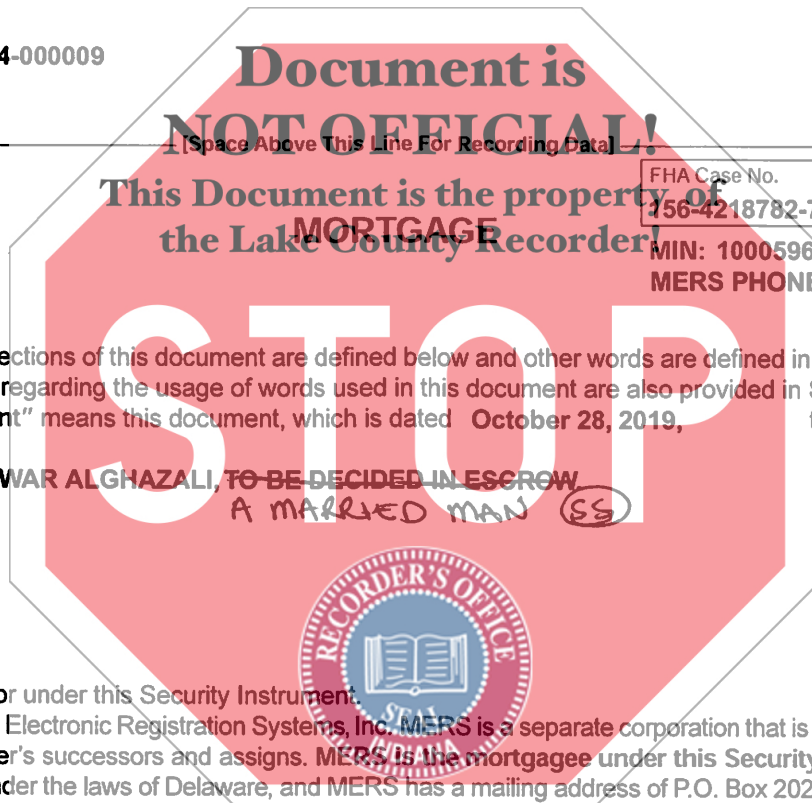 4-000009
Document is
NOT OFFICIAL!
[Space Above This Line For Recording Data]
This Document is the property of
the Lake County Recorder!
FHA Case No.
156-4218782-7
MORTGAGE
MIN: 1000596
MERS PHONE
STOP
ections of this document are defined below and other words are defined in
regarding the usage of words used in this document are also provided in S
nt” means this document, which is dated October 28, 2019,
WAR ALGHAZALI, TO BE DECIDED IN ESCROW
A MARRIED MAN SS
RECORDER'S OFFICE
SEAL
INDIANA
or under this Security Instrument.
Electronic Registration Systems, Inc. MERS is a separate corporation that is
er's successors and assigns. MERS is the mortgagee under this Security
der the laws of Delaware, and MERS has a mailing address of P.O. Box 202